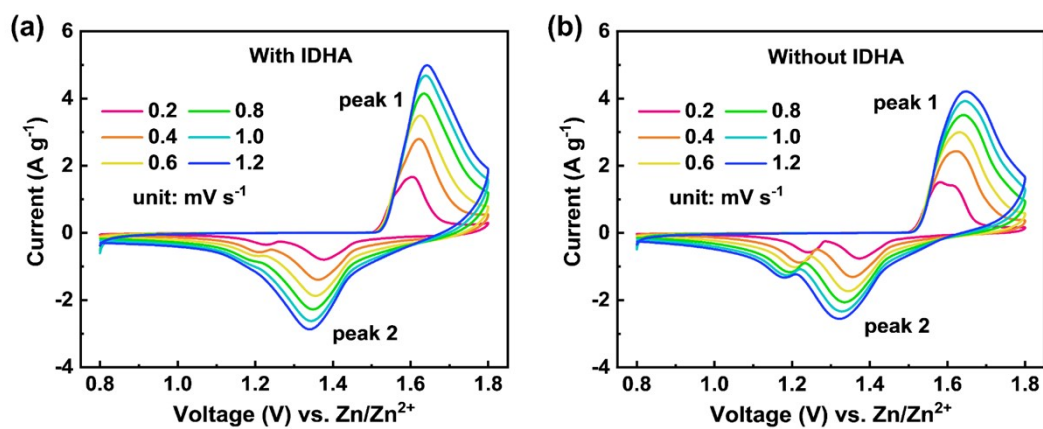 (a)
With IDHA
peak 1
0.2
0.8
0.4
1.0
0.6
1.2
unit: mV s⁻¹
peak 2
Current (A g⁻¹)
6
4
2
0
-2
-4
0.8 1.0 1.2 1.4 1.6 1.8
Voltage (V) vs. Zn/Zn²⁺
(b)
Without IDHA
peak 1
0.2
0.8
0.4
1.0
0.6
1.2
unit: mV s⁻¹
peak 2
Current (A g⁻¹)
6
4
2
0
-2
-4
0.8 1.0 1.2 1.4 1.6 1.8
Voltage (V) vs. Zn/Zn²⁺